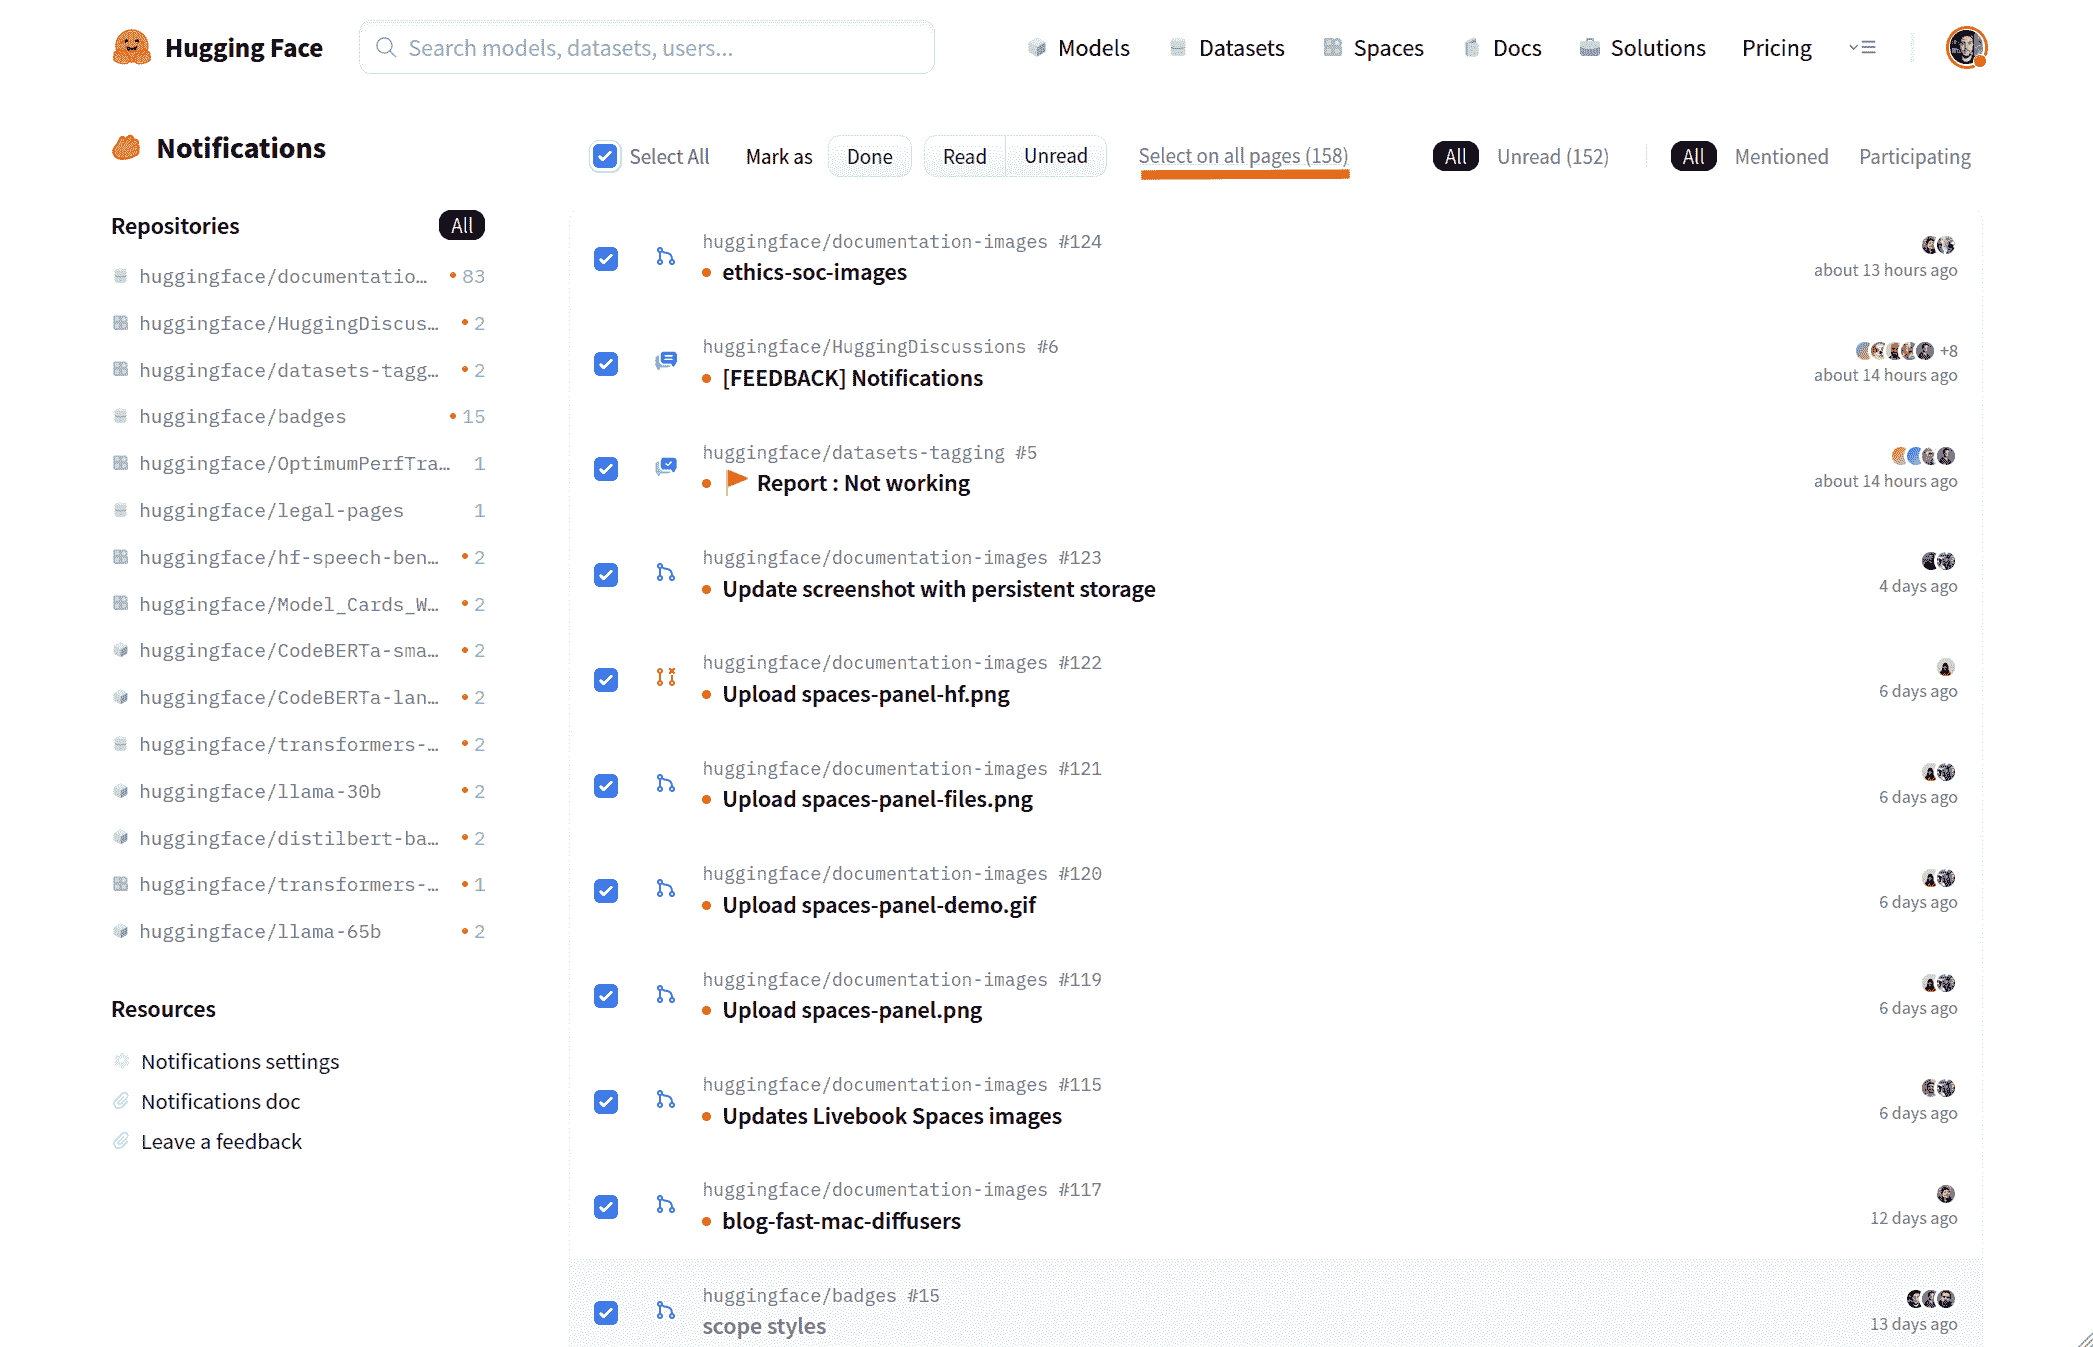 Hugging Face
Search models, datasets, users...
Models
Datasets
Spaces
Docs
Solutions
Pricing
Notifications
Select All
Mark as
Done
Read
Unread
Select on all pages (158)
All
Unread (152)
All
Mentioned
Participating
Repositories
All
huggingface/documentatio… 83
huggingface/HuggingDiscus… 2
huggingface/datasets-tagg… 2
huggingface/badges 15
huggingface/OptimumPerfTra… 1
huggingface/legal-pages 1
huggingface/hf-speech-ben… 2
huggingface/Model_Cards_W… 2
huggingface/CodeBERTa-sma… 2
huggingface/CodeBERTa-lan… 2
huggingface/transformers-… 2
huggingface/llama-30b 2
huggingface/distilbert-ba… 2
huggingface/transformers-… 1
huggingface/llama-65b 2
Resources
Notifications settings
Notifications doc
Leave a feedback
huggingface/documentation-images #124
ethics-soc-images
about 13 hours ago
huggingface/HuggingDiscussions #6
[FEEDBACK] Notifications
+8
about 14 hours ago
huggingface/datasets-tagging #5
Report : Not working
about 14 hours ago
huggingface/documentation-images #123
Update screenshot with persistent storage
4 days ago
huggingface/documentation-images #122
Upload spaces-panel-hf.png
6 days ago
huggingface/documentation-images #121
Upload spaces-panel-files.png
6 days ago
huggingface/documentation-images #120
Upload spaces-panel-demo.gif
6 days ago
huggingface/documentation-images #119
Upload spaces-panel.png
6 days ago
huggingface/documentation-images #115
Updates Livebook Spaces images
6 days ago
huggingface/documentation-images #117
blog-fast-mac-diffusers
12 days ago
huggingface/badges #15
scope styles
13 days ago